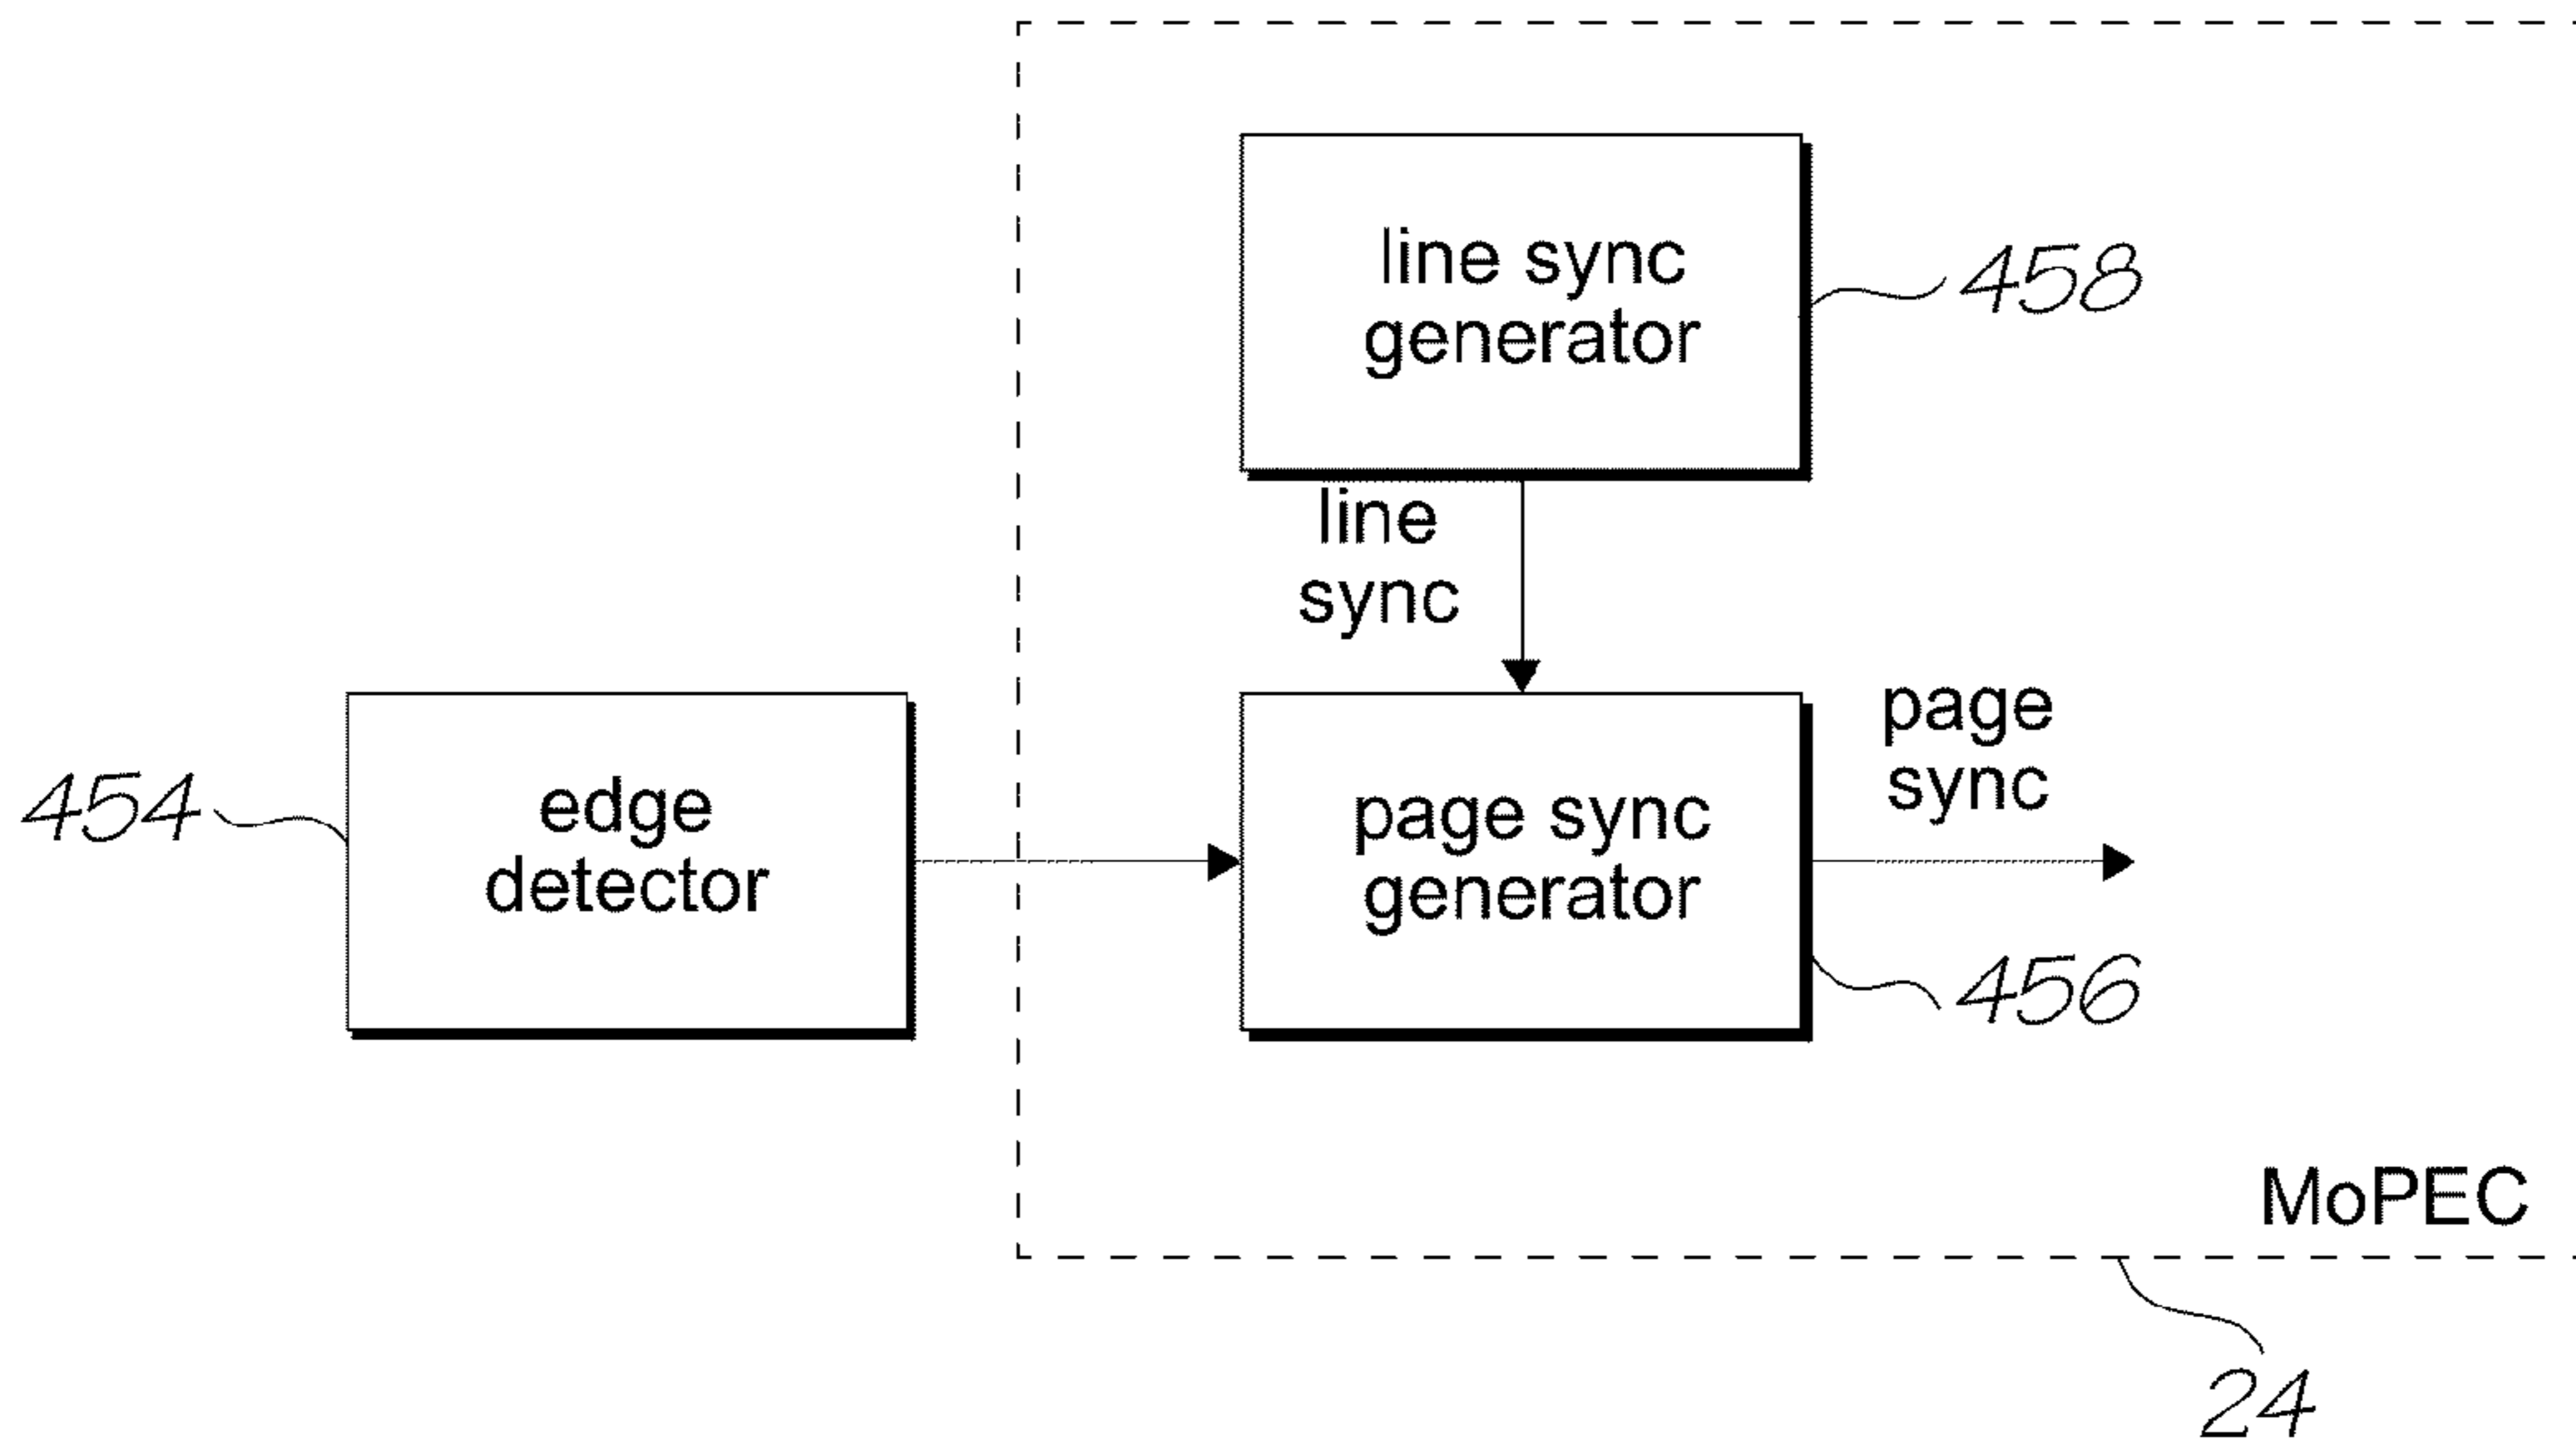 line sync
generator
458
line
sync
454
edge
detector
page sync
generator
page
sync
456
MoPEC
24